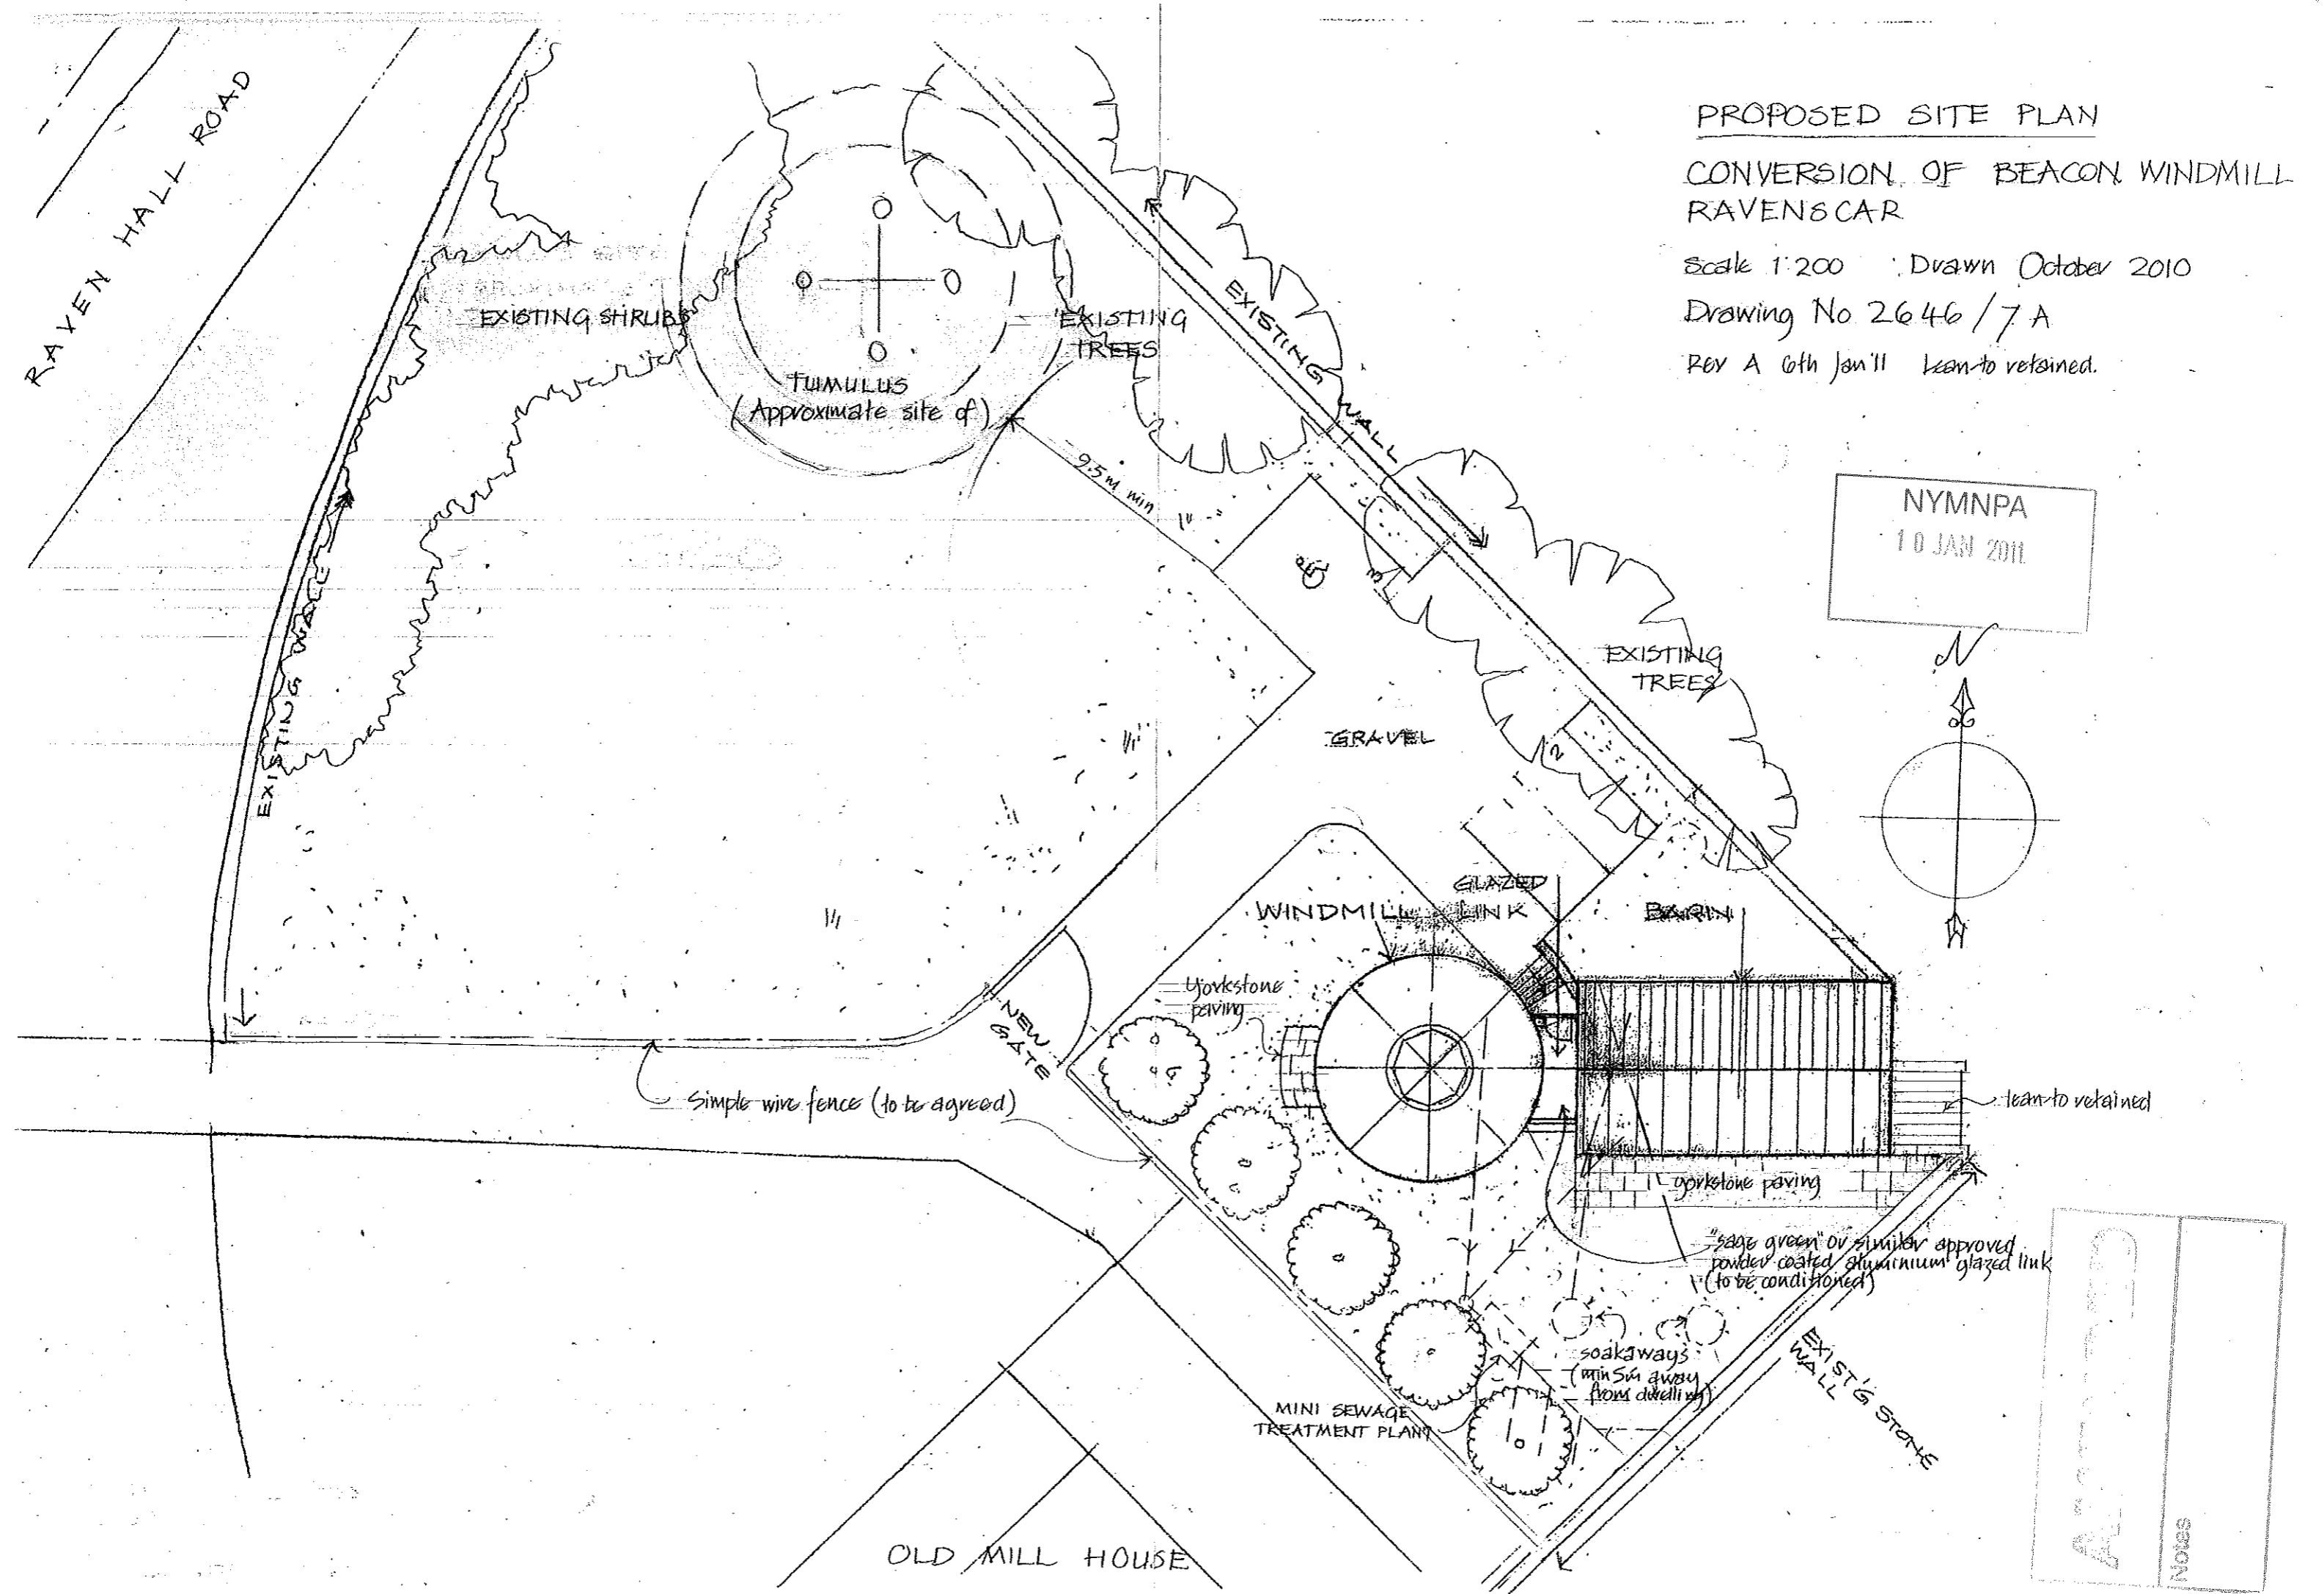 PROPOSED SITE PLAN
CONVERSION OF BEACON WINDMILL
RAVENSCAR
Scale 1:200 : Drawn October 2010
Drawing No 2646/7A
Rev A 6th Jan '11 Lean-to retained.
NYMNPA
10 JAN 2011
N
RAVEN HALL ROAD
EXISTING SHRUBS
TUMULUS
(Approximate site of)
EXISTING
TREES
EXISTING WALL
9.5m min
3
EXISTING WALL
EXISTING
TREES
GRAVEL
2
1
GLAZED
LINK
WINDMILL
BARN
Yorkstone
paving
NEW
GATE
Simple wire fence (to be agreed)
lean-to retained
yorkstone paving
"sage green" or similar approved
powder coated aluminium glazed link
(to be conditioned)
soakaways
(min 5m away
from dwelling)
MINI SEWAGE
TREATMENT PLANT
EXIST'G STONE
WALL
OLD MILL HOUSE
Notes